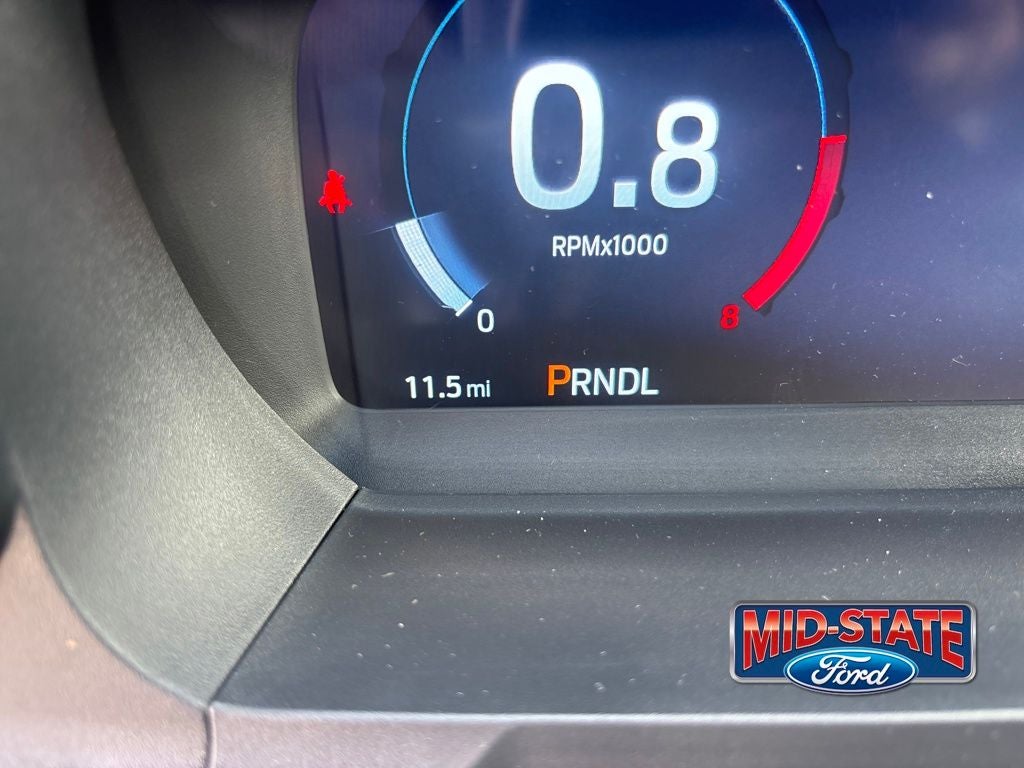 0.8
RPMx1000
0
8
11.5 mi
PRNDL
MID-STATE
Ford